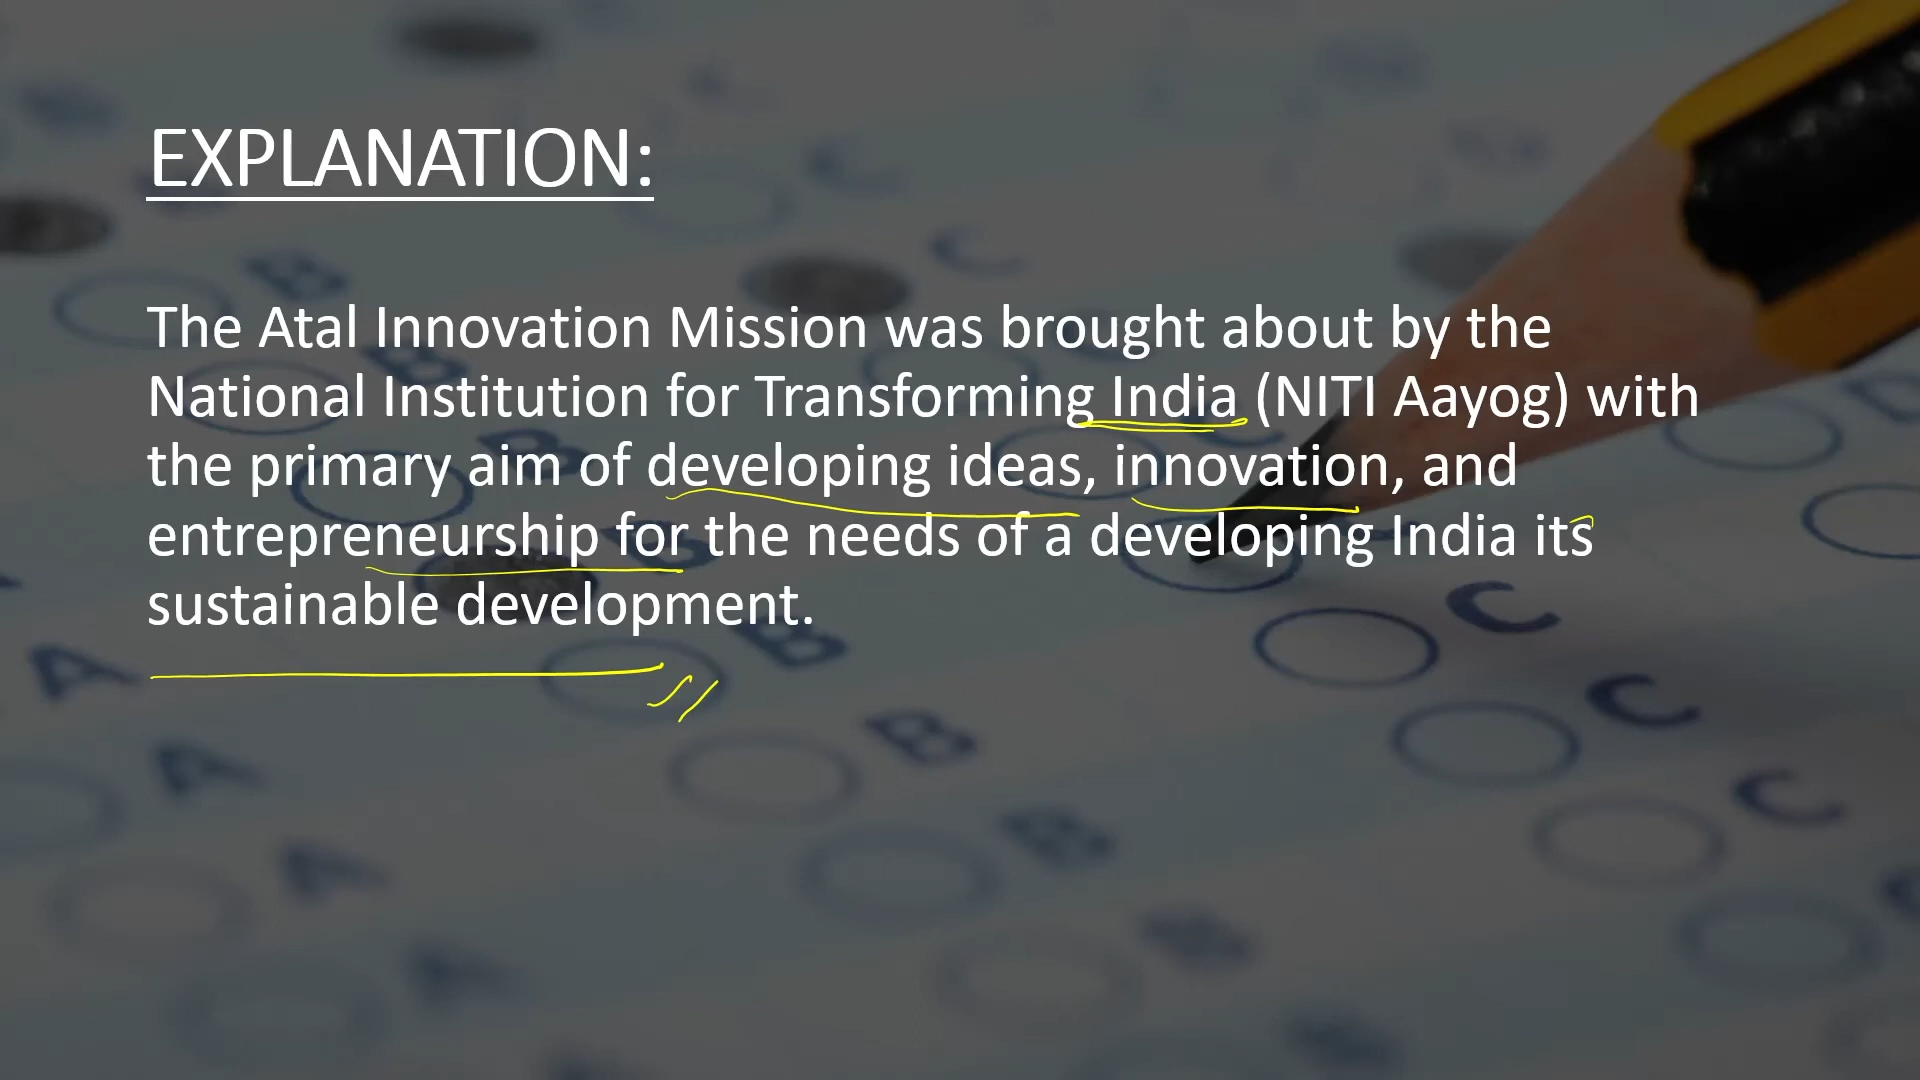 EXPLANATION:
The Atal Innovation Mission was brought about by the
National Institution for Transforming India (NITI Aayog) with
the primary aim of developing ideas, innovation, and
entrepreneurship for the needs of a developing India its
sustainable development.